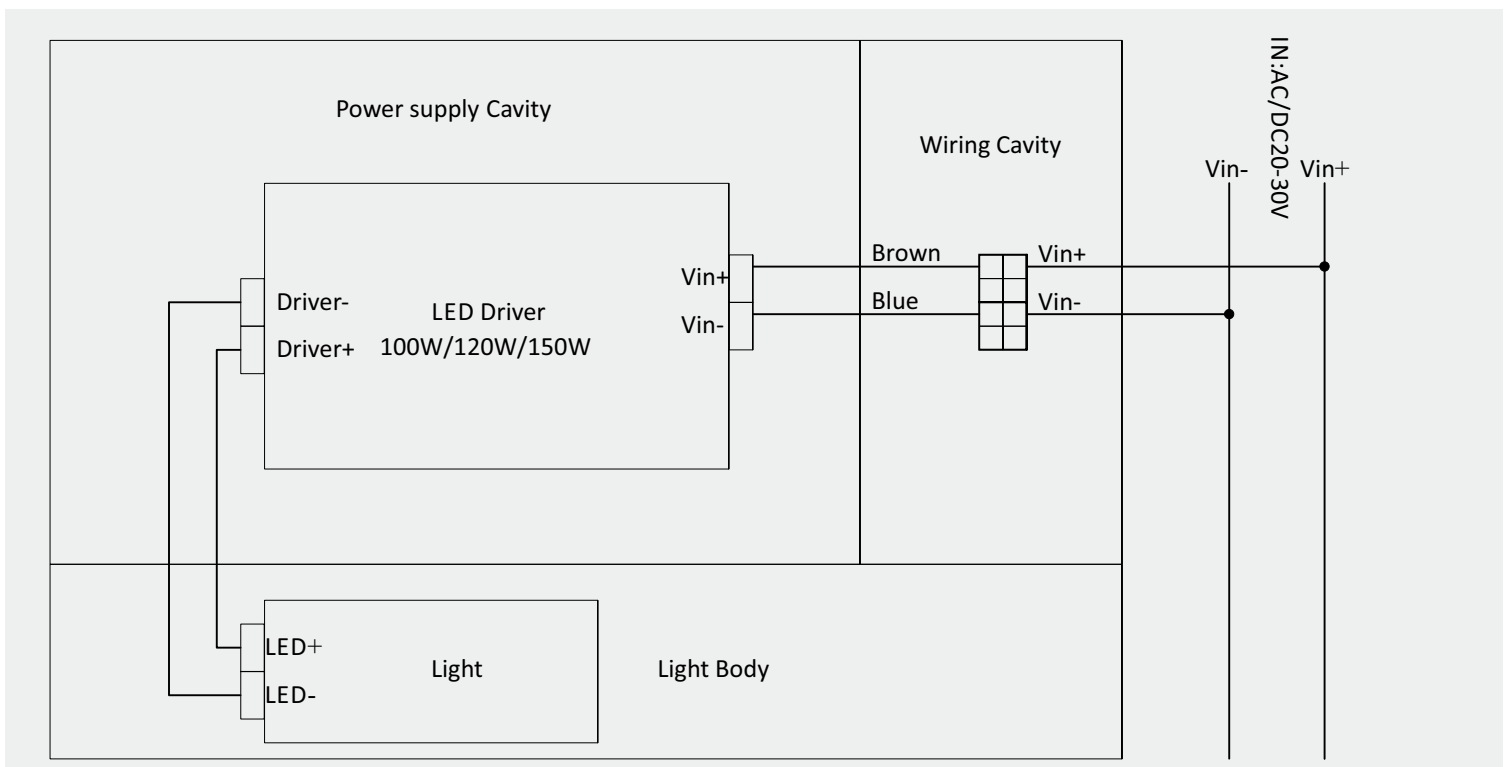 Power supply Cavity
Wiring Cavity
IN:AC/DC20-30V
Vin-
Vin+
Brown
Vin+
Blue
Vin-
Vin+
Vin-
Driver-
Driver+
LED Driver
100W/120W/150W
LED+
LED-
Light
Light Body